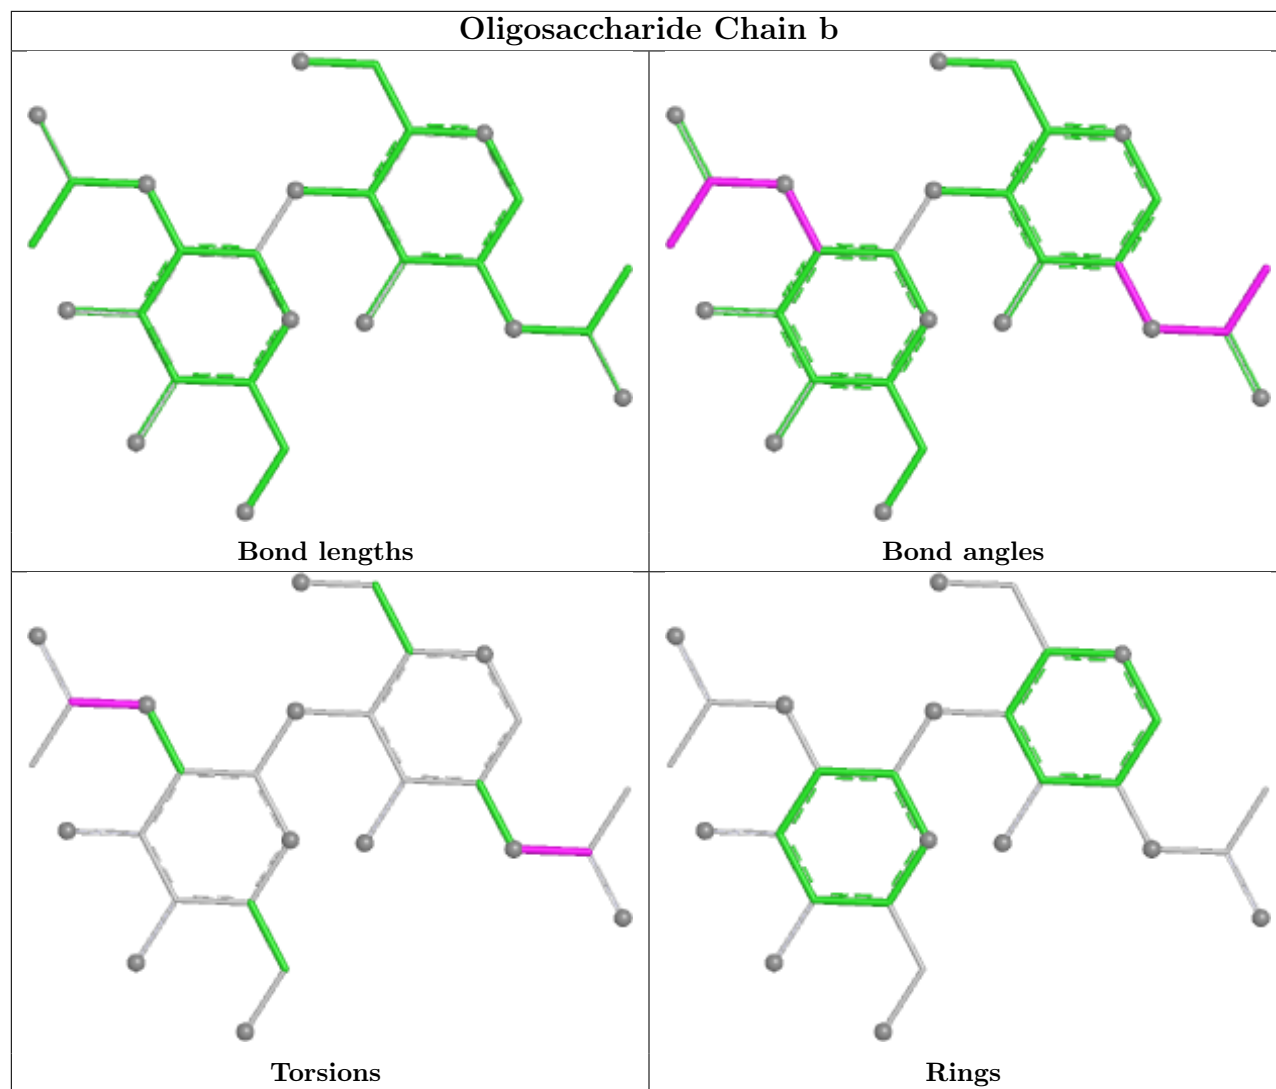 Oligosaccharide Chain b
Bond lengths
Bond angles
Torsions
Rings